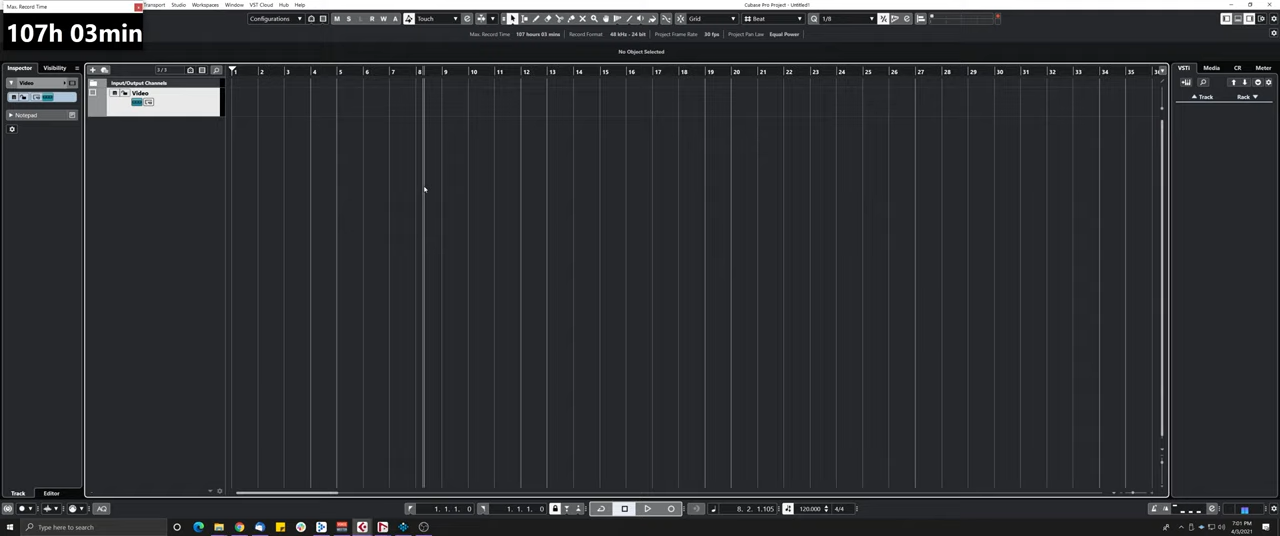 Max. Record Time
107h 03min
Transport Studio Workspaces Window VST Cloud Hub Help
Cubase Pro Project - Untitled1
Configurations
M S L R W A
Touch
Grid
Beat
Q 1/8
Max. Record Time 107 hours 03 mins Record Format 48 kHz - 24 bit Project Frame Rate 30 fps Project Pan Law Equal Power
No Object Selected
Inspector Visibility
3 / 3
1 2 3 4 5 6 7 8 9 10 11 12 13 14 15 16 17 18 19 20 21 22 23 24 25 26 27 28 29 30 31 32 33 34 35
VSTi Media CR Meter
Video
Input/Output Channels
Video
Track Rack
Notepad
Track Editor
AQ
1. 1. 1. 0
1. 1. 1. 0
8. 2. 1.105
120.000
4/4
Type here to search
7:01 PM
4/3/2021